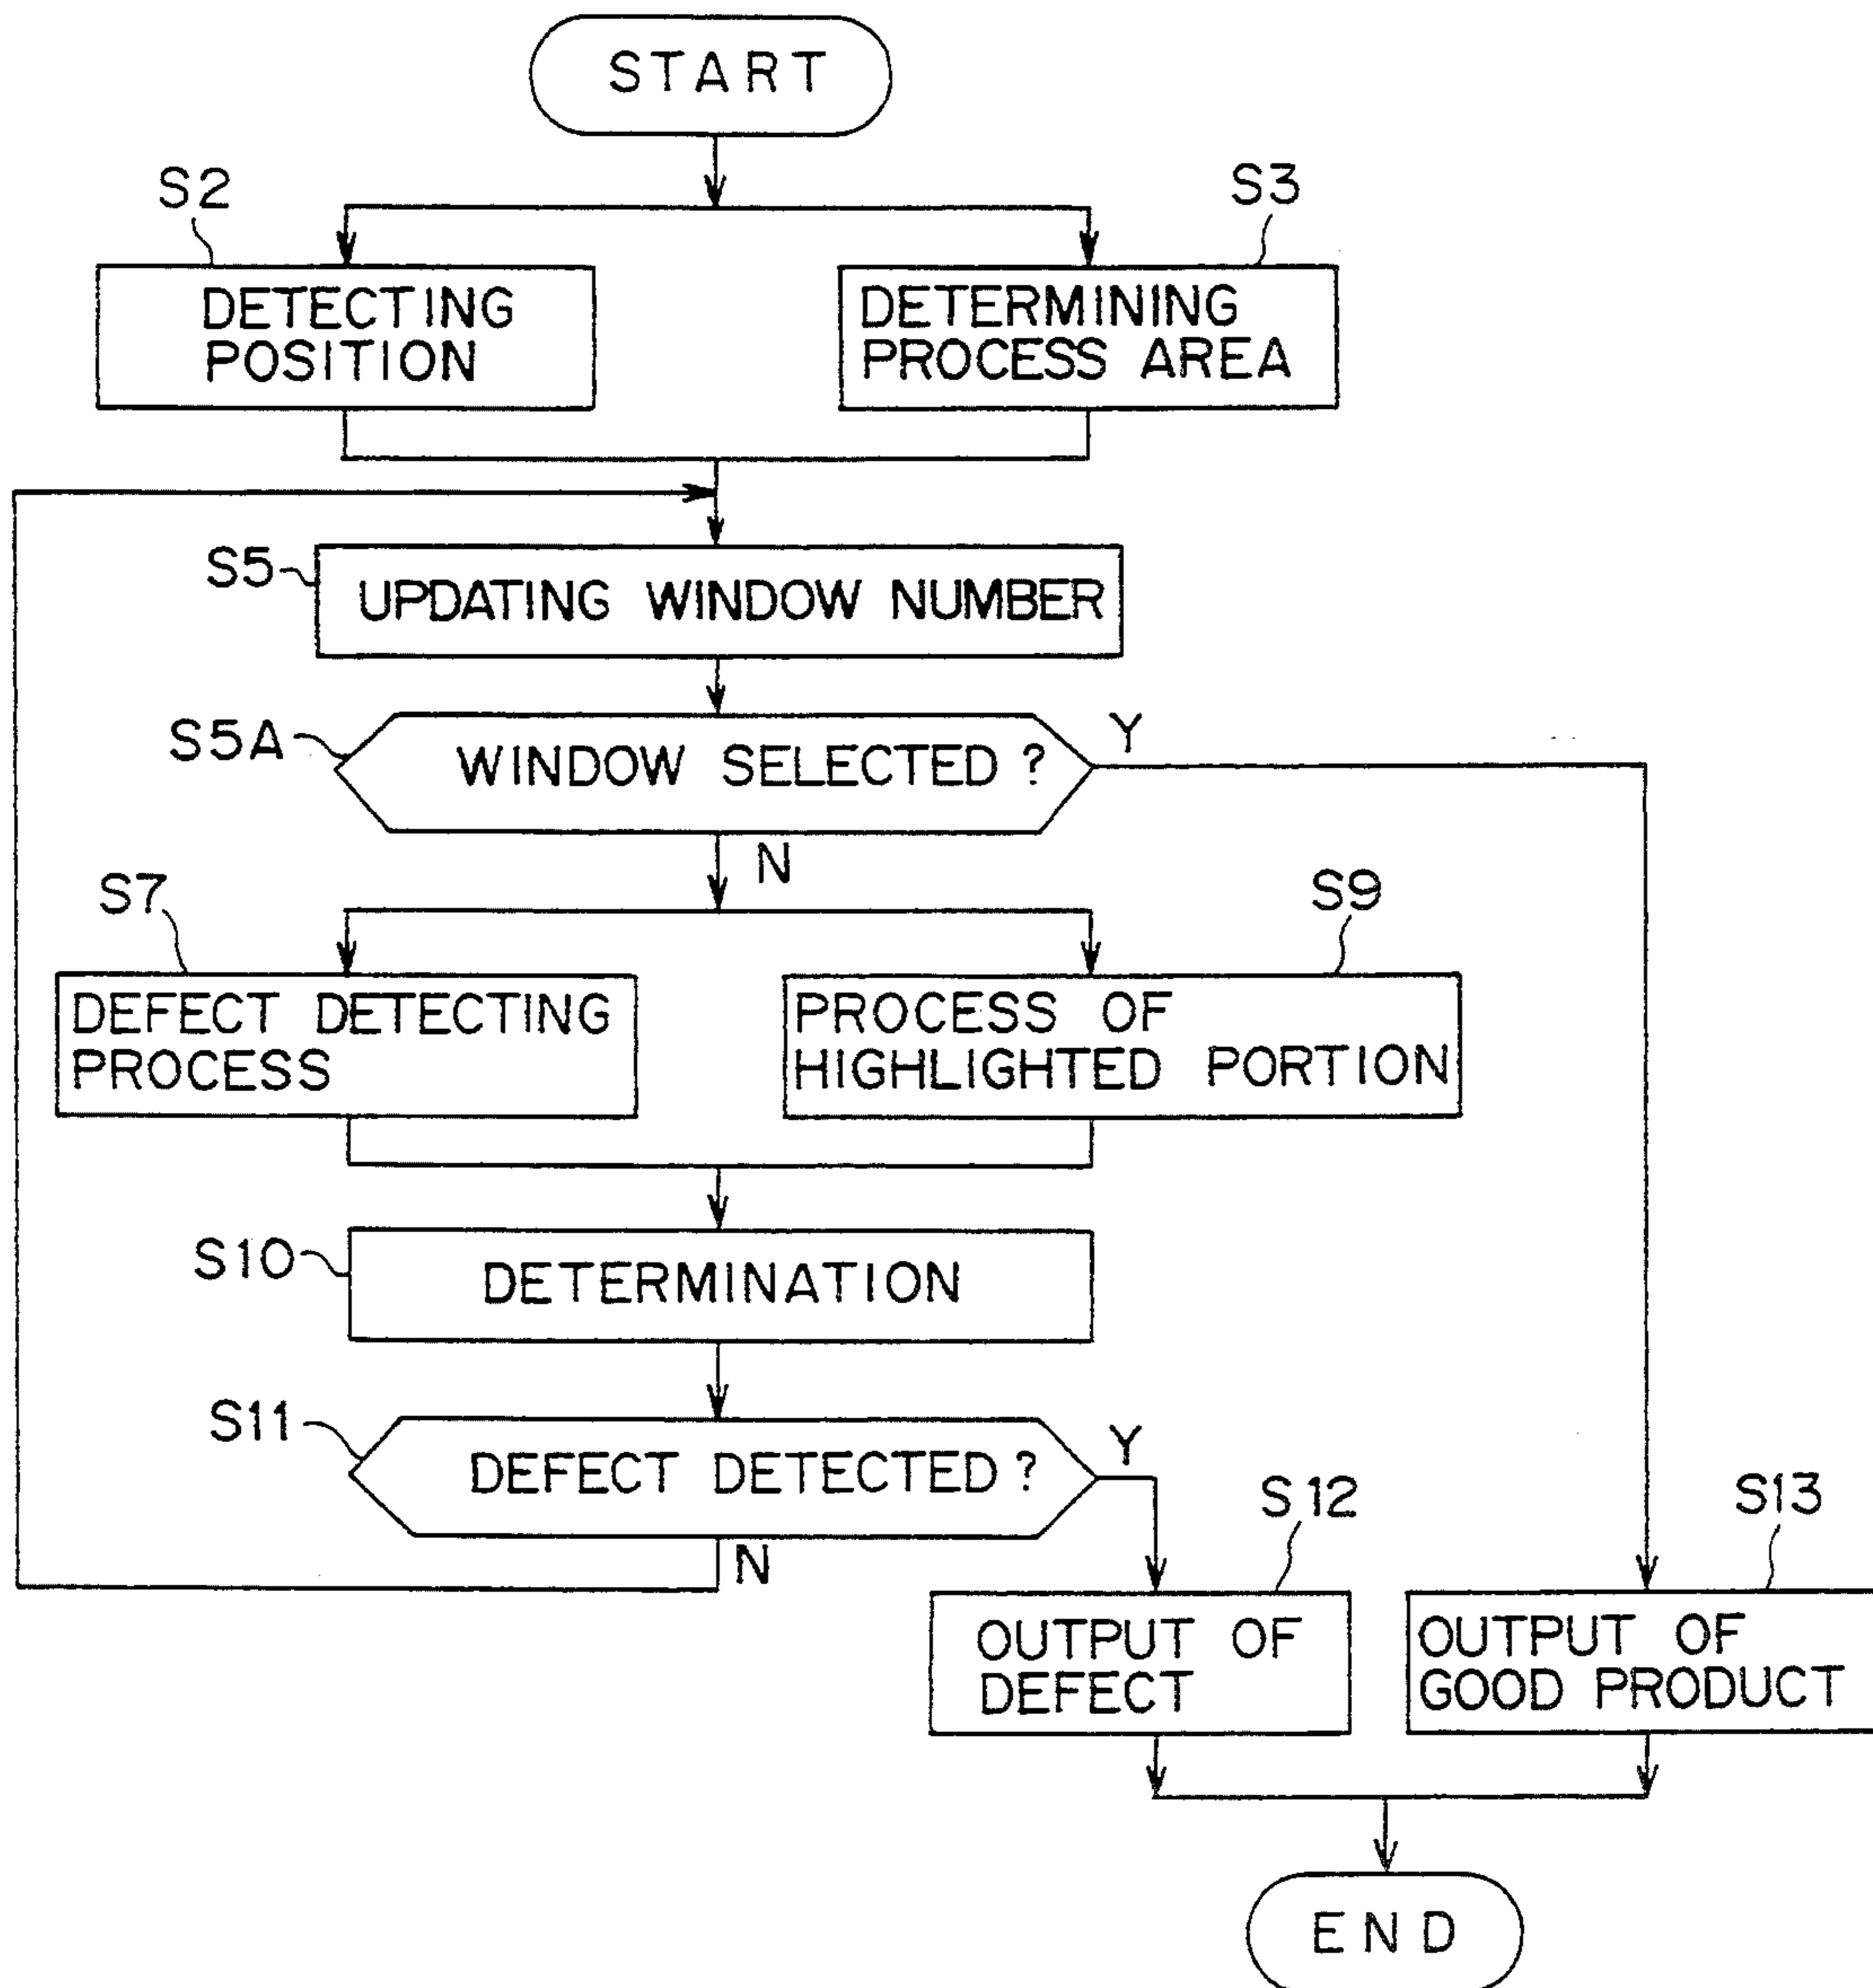 START
S2
S3
DETECTING
POSITION
DETERMINING
PROCESS AREA
S5
UPDATING WINDOW NUMBER
S5A
WINDOW SELECTED ?
Y
N
S7
S9
DEFECT DETECTING
PROCESS
PROCESS OF
HIGHLIGHTED PORTION
S10
DETERMINATION
S11
DEFECT DETECTED ?
Y
N
S12
S13
OUTPUT OF
DEFECT
OUTPUT OF
GOOD PRODUCT
END